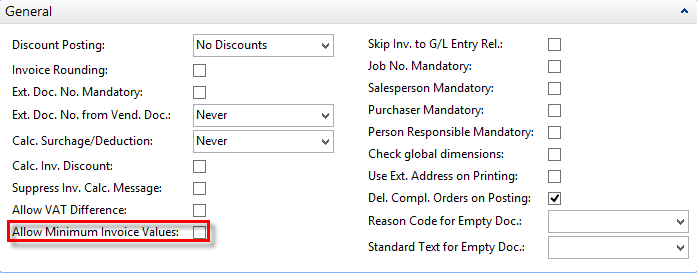 General
Discount Posting: No Discounts
Invoice Rounding:
Ext. Doc. No. Mandatory:
Ext. Doc. No. from Vend. Doc.: Never
Calc. Surchage/Deduction: Never
Calc. Inv. Discount:
Suppress Inv. Calc. Message:
Allow VAT Difference:
Allow Minimum Invoice Values:
Skip Inv. to G/L Entry Rel.:
Job No. Mandatory:
Salesperson Mandatory:
Purchaser Mandatory:
Person Responsible Mandatory:
Check global dimensions:
Use Ext. Address on Printing:
Del. Compl. Orders on Posting:
Reason Code for Empty Doc.:
Standard Text for Empty Doc.: